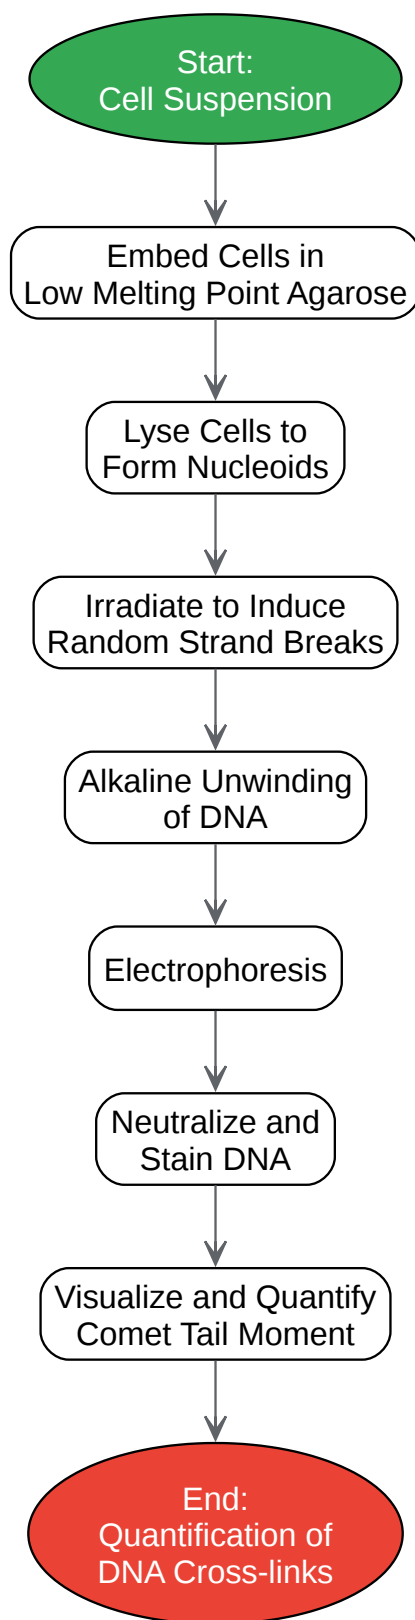 Start:
Cell Suspension
Embed Cells in
Low Melting Point Agarose
Lyse Cells to
Form Nucleoids
Irradiate to Induce
Random Strand Breaks
Alkaline Unwinding
of DNA
Electrophoresis
Neutralize and
Stain DNA
Visualize and Quantify
Comet Tail Moment
End:
Quantification of
DNA Cross-links